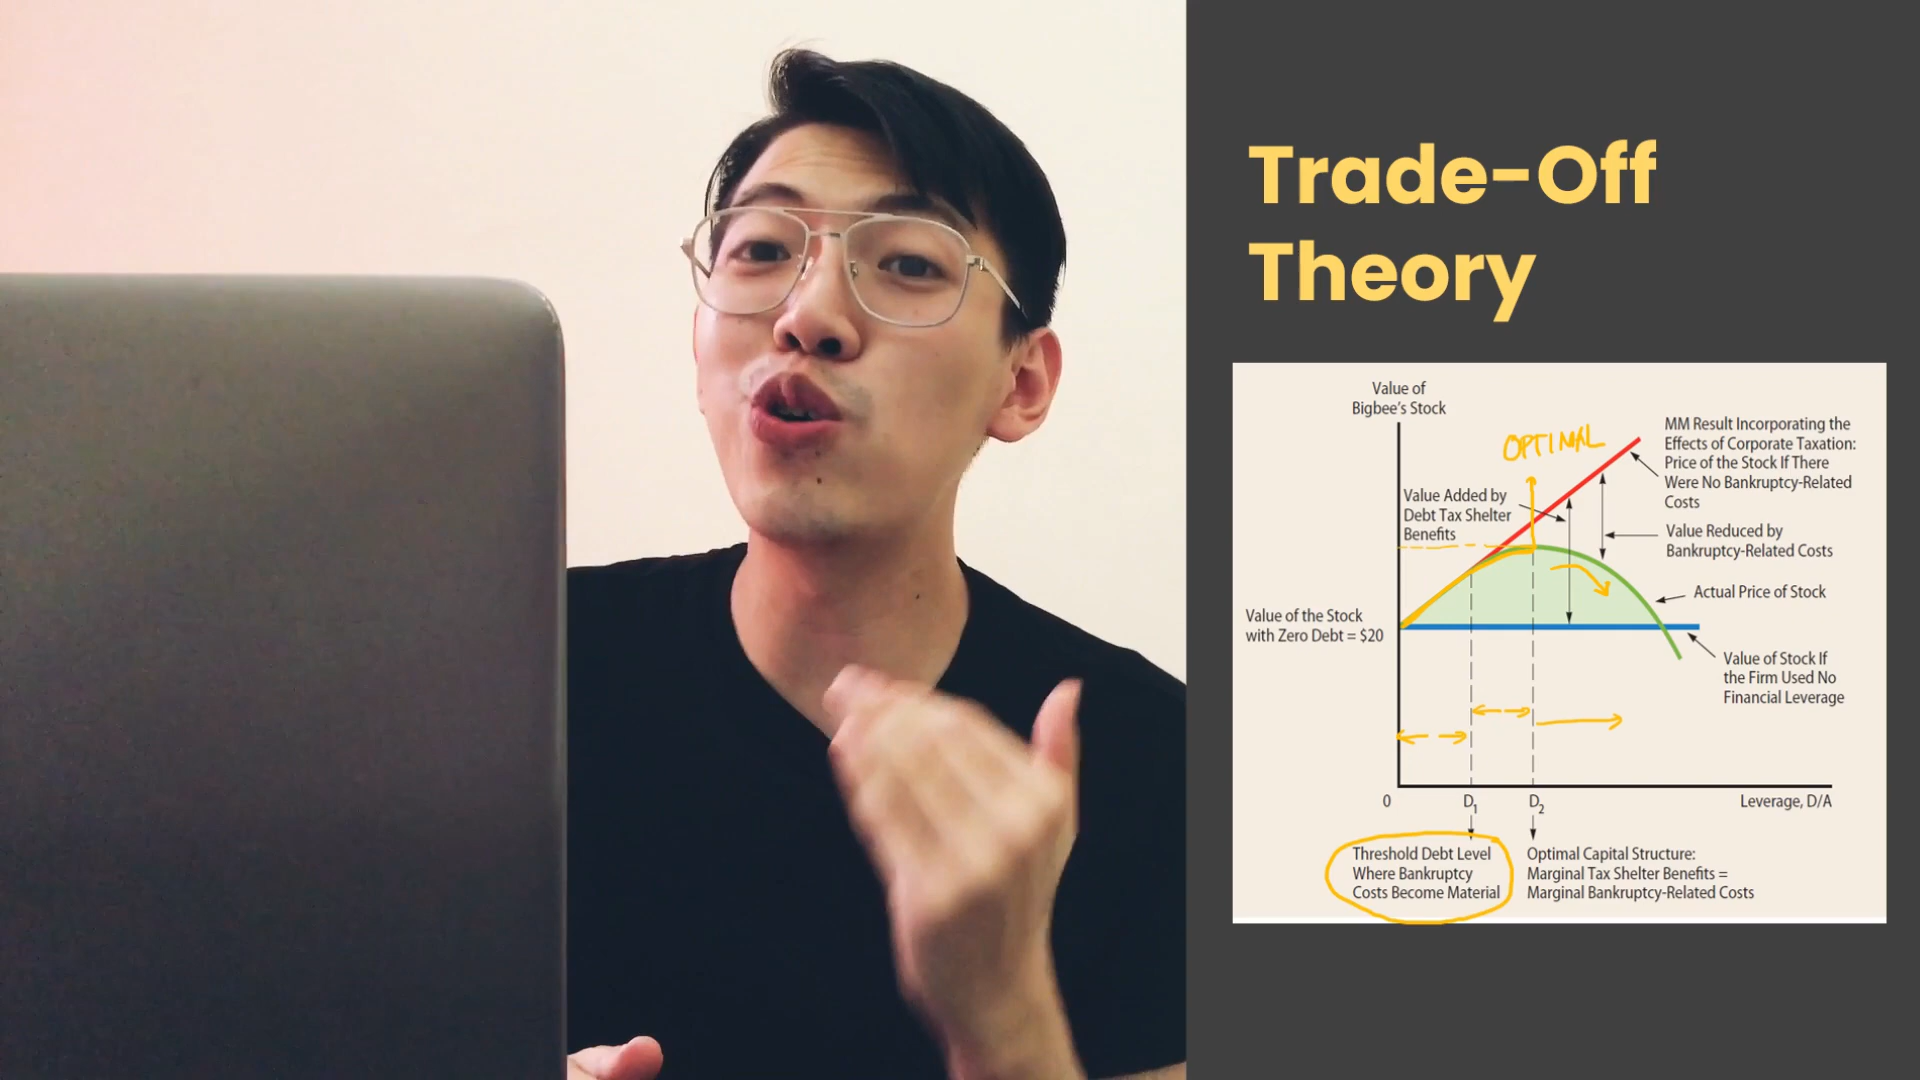 Trade-Off
Theory
Value of
Bigbee's Stock
OPTIMAL
MM Result Incorporating the
Effects of Corporate Taxation:
Price of the Stock If There
Were No Bankruptcy-Related
Costs
Value Added by
Debt Tax Shelter
Benefits
Value Reduced by
Bankruptcy-Related Costs
Actual Price of Stock
Value of the Stock
with Zero Debt = $20
Value of Stock If
the Firm Used No
Financial Leverage
0
D1
D2
Leverage, D/A
Threshold Debt Level
Where Bankruptcy
Costs Become Material
Optimal Capital Structure:
Marginal Tax Shelter Benefits =
Marginal Bankruptcy-Related Costs